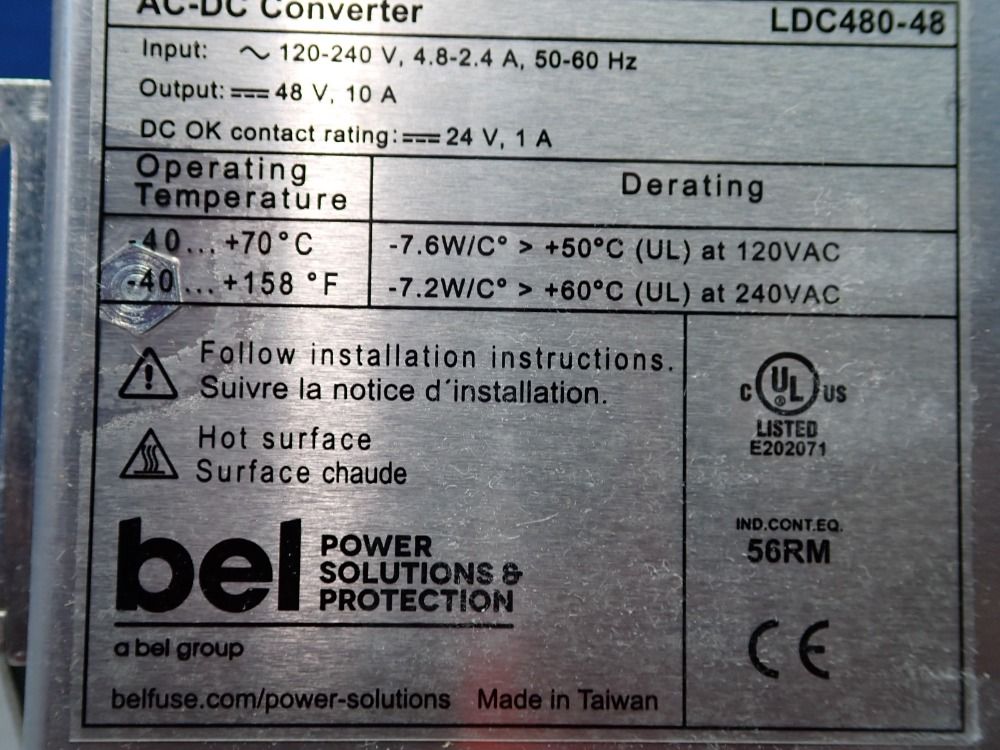 AC-DC Converter LDC480-48
Input: ∼ 120-240 V, 4.8-2.4 A, 50-60 Hz
Output: ⎓ 48 V, 10 A
DC OK contact rating: ⎓ 24 V, 1 A
Operating
Temperature
Derating
-40... +70°C
-40... +158 °F
-7.6W/C° > +50°C (UL) at 120VAC
-7.2W/C° > +60°C (UL) at 240VAC
Follow installation instructions.
Suivre la notice d´installation.
Hot surface
Surface chaude
bel POWER
SOLUTIONS &
PROTECTION
a bel group
belfuse.com/power-solutions Made in Taiwan
C UL® US
LISTED
E202071
IND.CONT.EQ.
56RM
CE